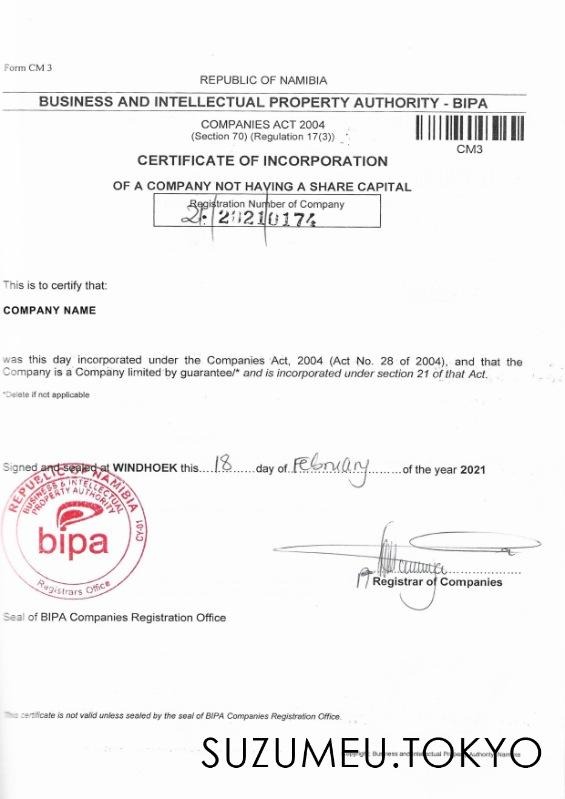 Form CM 3
REPUBLIC OF NAMIBIA
BUSINESS AND INTELLECTUAL PROPERTY AUTHORITY - BIPA
COMPANIES ACT 2004
(Section 70) (Regulation 17(3))
CM3
CERTIFICATE OF INCORPORATION
OF A COMPANY NOT HAVING A SHARE CAPITAL
Registration Number of Company
21/20210174
This is to certify that:
COMPANY NAME
was this day incorporated under the Companies Act, 2004 (Act No. 28 of 2004), and that the
Company is a Company limited by guarantee/* and is incorporated under section 21 of that Act.
*Delete if not applicable
Signed and sealed at WINDHOEK this....18......day of February........of the year 2021
REPUBLIC OF NAMIBIA
BUSINESS & INTELLECTUAL
PROPERTY AUTHORITY
CY-01
bipa
Registrars Office
Registrar of Companies
Seal of BIPA Companies Registration Office
This certificate is not valid unless sealed by the seal of BIPA Companies Registration Office.
Copyright: Business and Intellectual Property Authority, Namibia
SUZUMEU.TOKYO